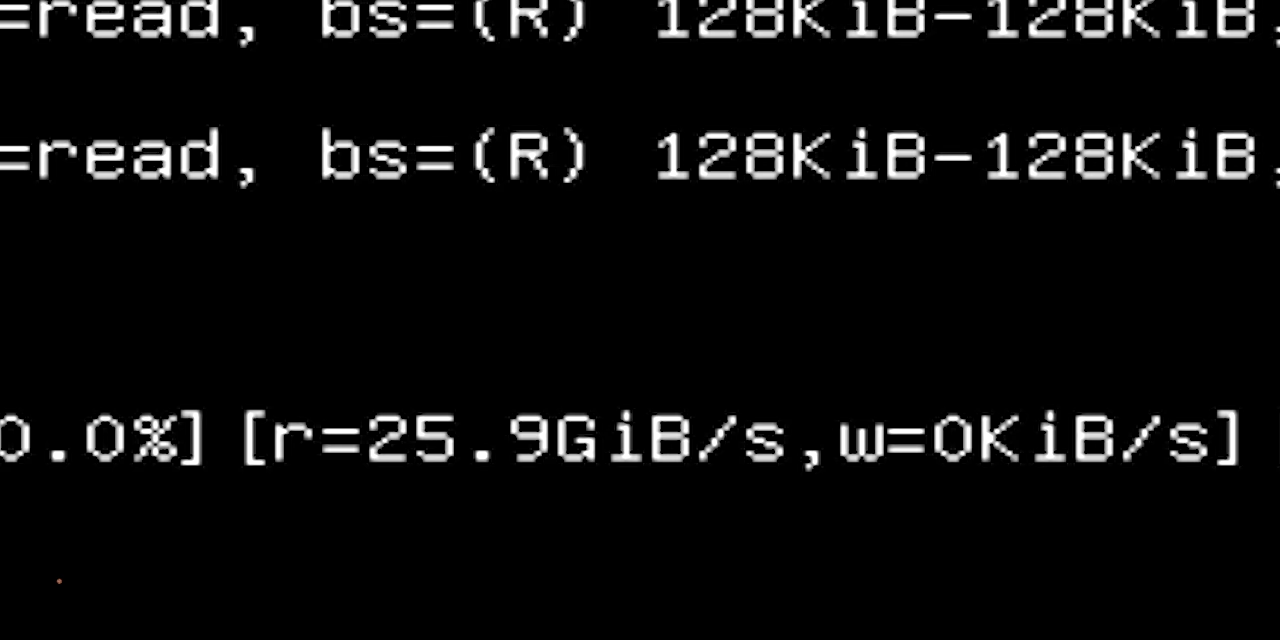 =read, bs=(R) 128KiB-128KiB,
=read, bs=(R) 128KiB-128KiB,
0.0%] [r=25.9GiB/s,w=0KiB/s]